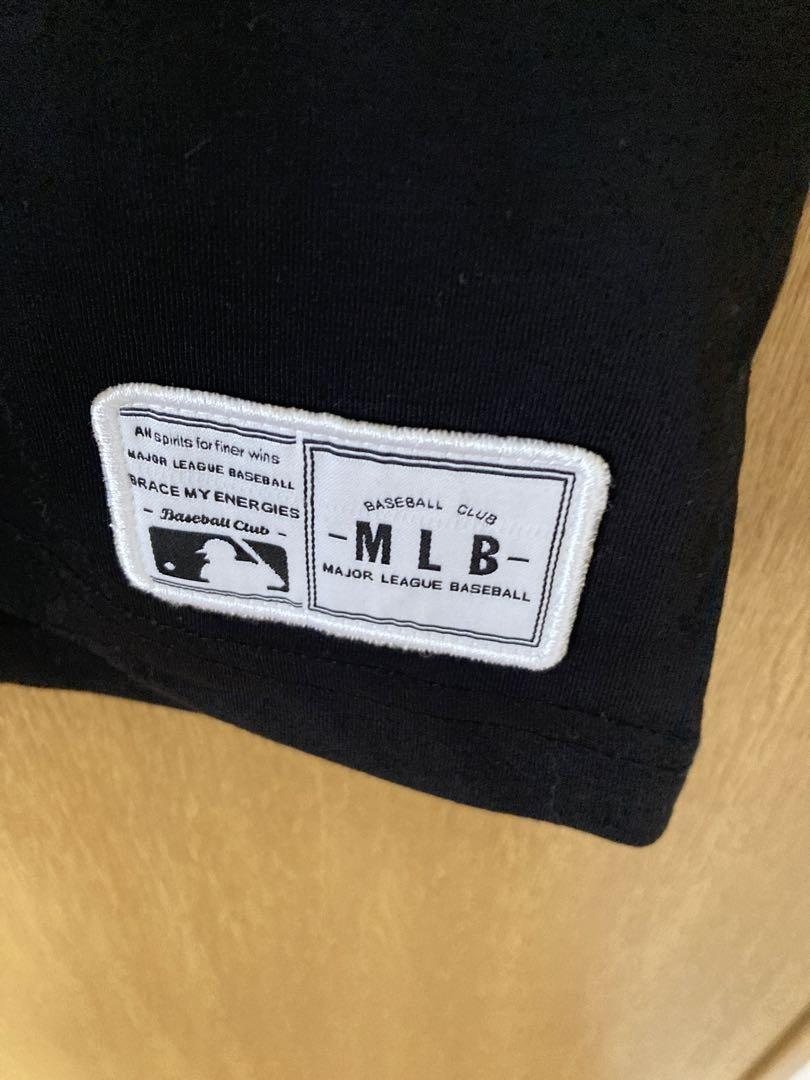 All spirits for finer wins
MAJOR LEAGUE BASEBALL
BRACE MY ENERGIES
- Baseball Club -
BASEBALL CLUB
-MLB-
MAJOR LEAGUE BASEBALL